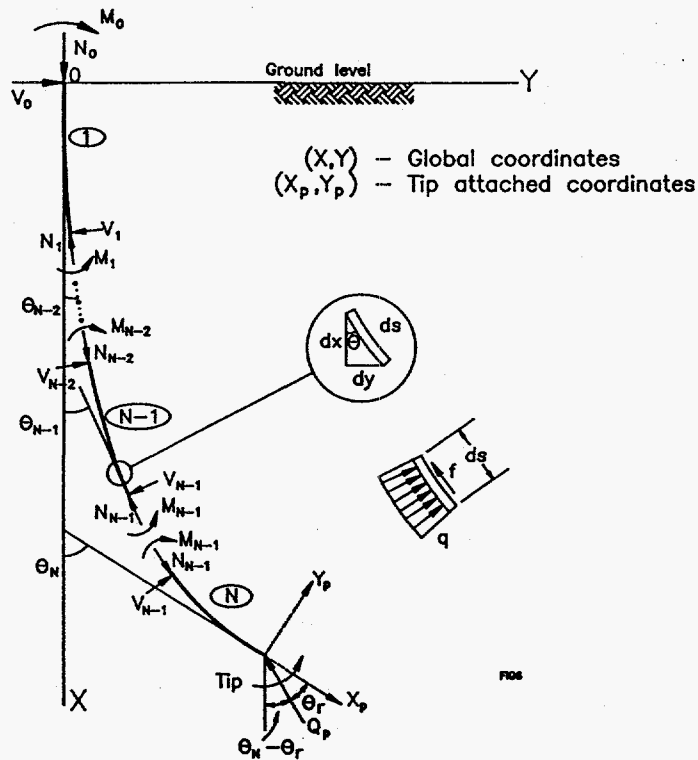 M₀
N₀
O
Ground level
Y
V₀
1
(X,Y) – Global coordinates
(Xₚ,Yₚ) – Tip attached coordinates
V₁
N₁
M₁
θN-2
MN-2
dx θ ds
dy
NN-2
VN-2
θN-1
N-1
ds
f
q
VN-1
NN-1
MN-1
MN-1
NN-1
θN
VN-1
N
Yₚ
Tip
X
FIG6
Xₚ
θr
Qₚ
θN-θr